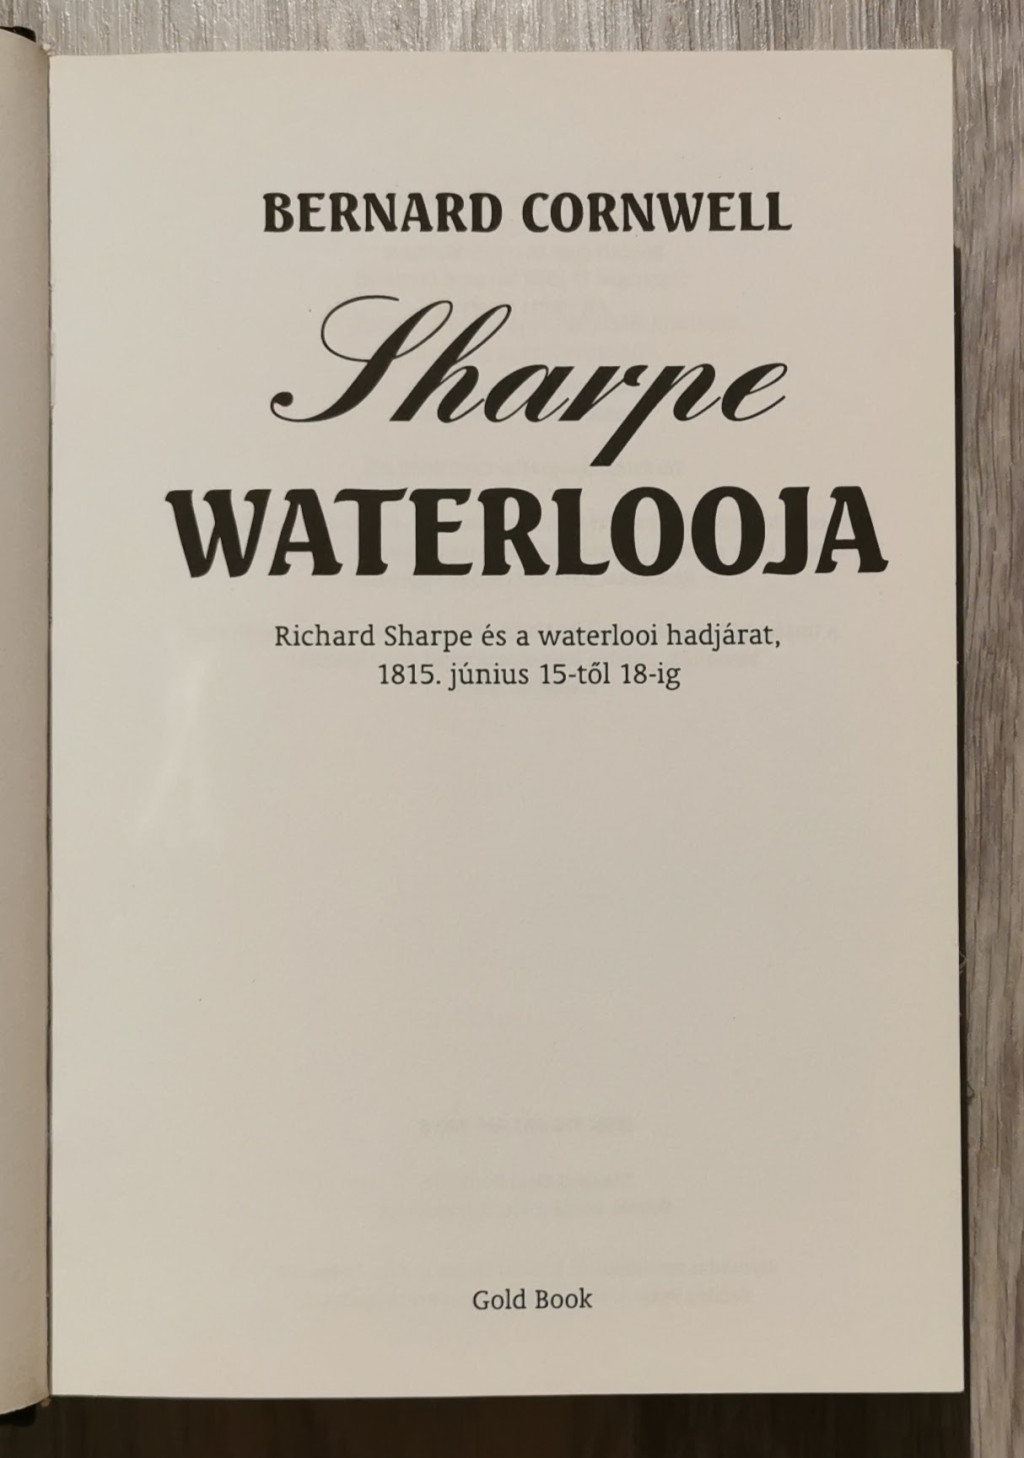 BERNARD CORNWELL
Sharpe
WATERLOOJA
Richard Sharpe és a waterlooi hadjárat,
1815. június 15-től 18-ig
Gold Book